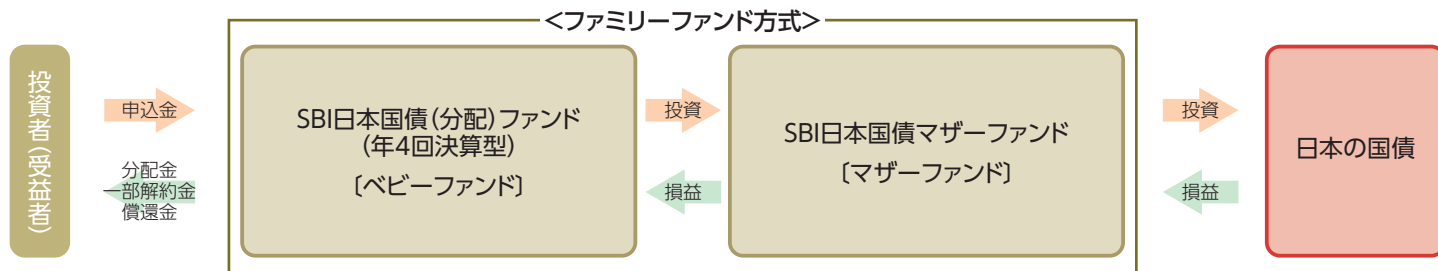 <ファミリーファンド方式>
投資者(受益者)
申込金
分配金
一部解約金
償還金
SBI日本国債(分配)ファンド
(年4回決算型)
〔ベビーファンド〕
投資
損益
SBI日本国債マザーファンド
〔マザーファンド〕
投資
損益
日本の国債